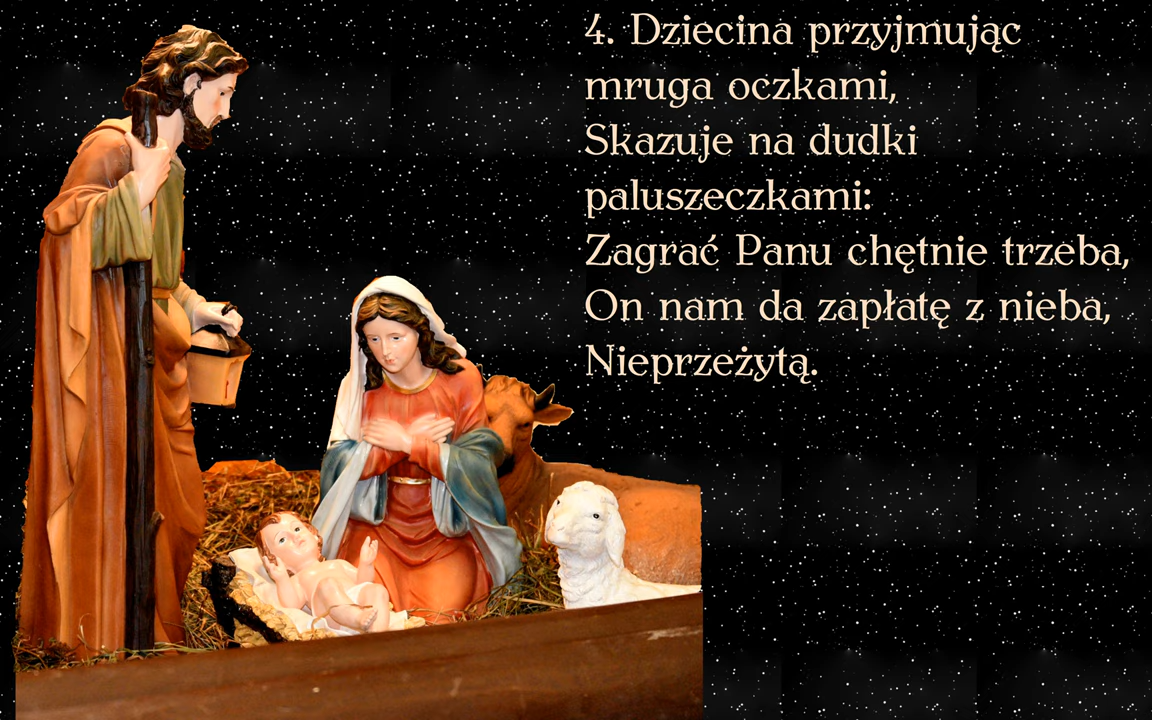 4. Dziecina przyjmując
mruga oczkami,
Skazuje na dudki
paluszeczkami:
Zagrać Panu chętnie trzeba,
On nam da zapłatę z nieba,
Nieprzeżytą.